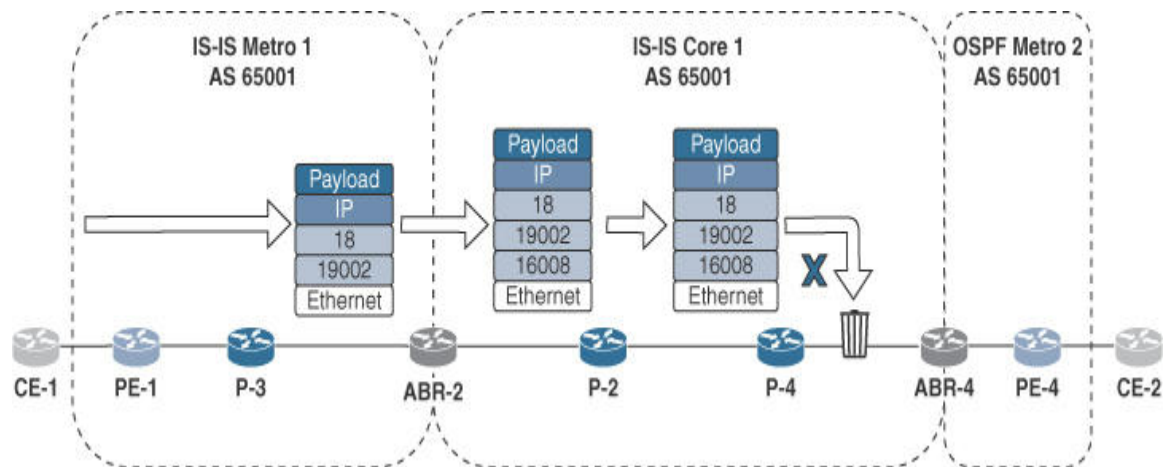 IS-IS Metro 1
AS 65001
IS-IS Core 1
AS 65001
OSPF Metro 2
AS 65001
Payload
IP
18
19002
Ethernet
Payload
IP
18
19002
16008
Ethernet
Payload
IP
18
19002
16008
Ethernet
X
CE-1
PE-1
P-3
ABR-2
P-2
P-4
ABR-4
PE-4
CE-2